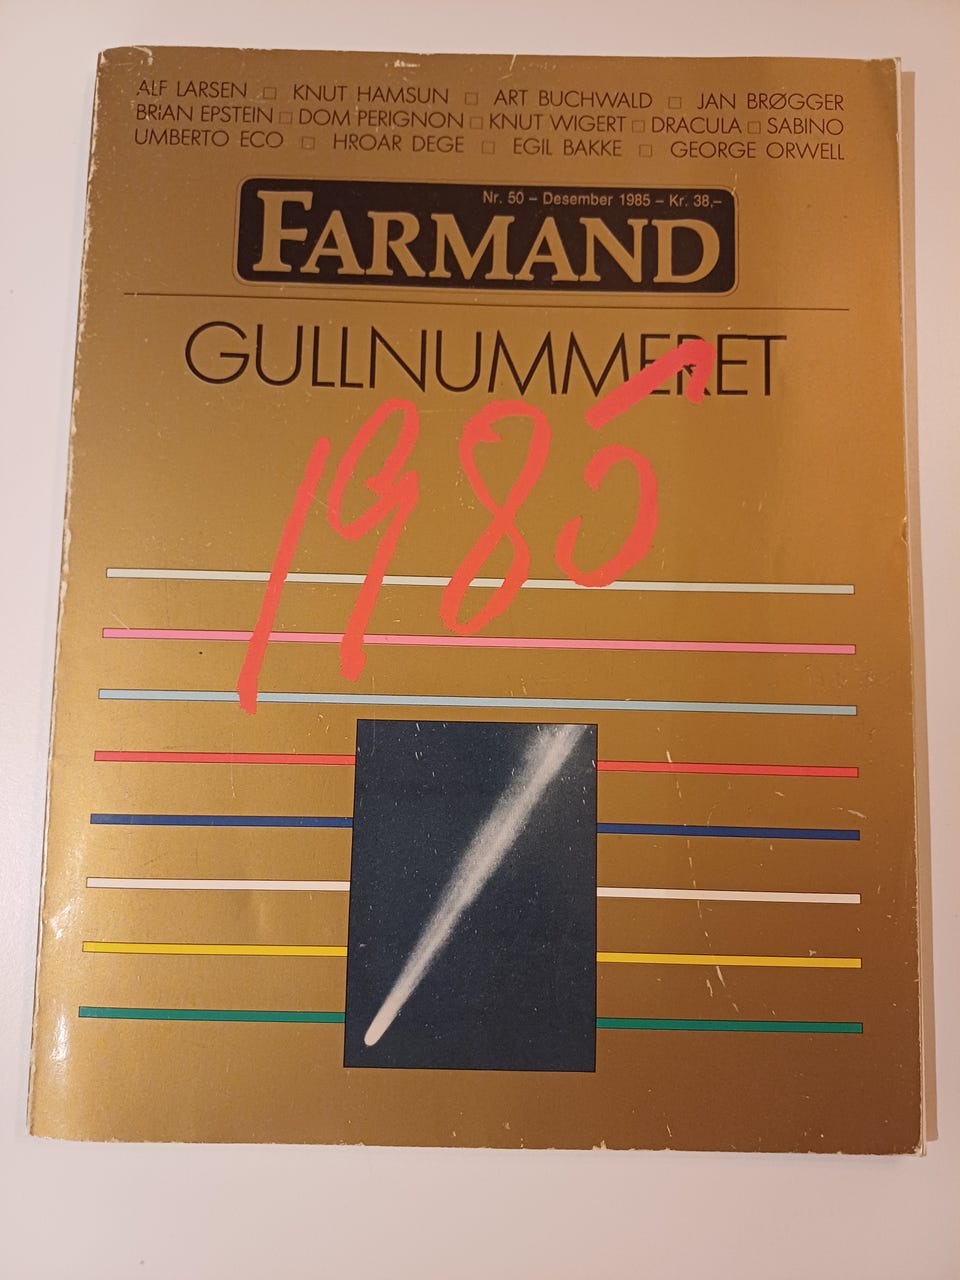 ALF LARSEN □ KNUT HAMSUN □ ART BUCHWALD □ JAN BRØGGER
BRIAN EPSTEIN □ DOM PERIGNON □ KNUT WIGERT □ DRACULA □ SABINO
UMBERTO ECO □ HROAR DEGE □ EGIL BAKKE □ GEORGE ORWELL
Nr. 50 – Desember 1985 – Kr. 38,–
FARMAND
GULLNUMMERET
1985